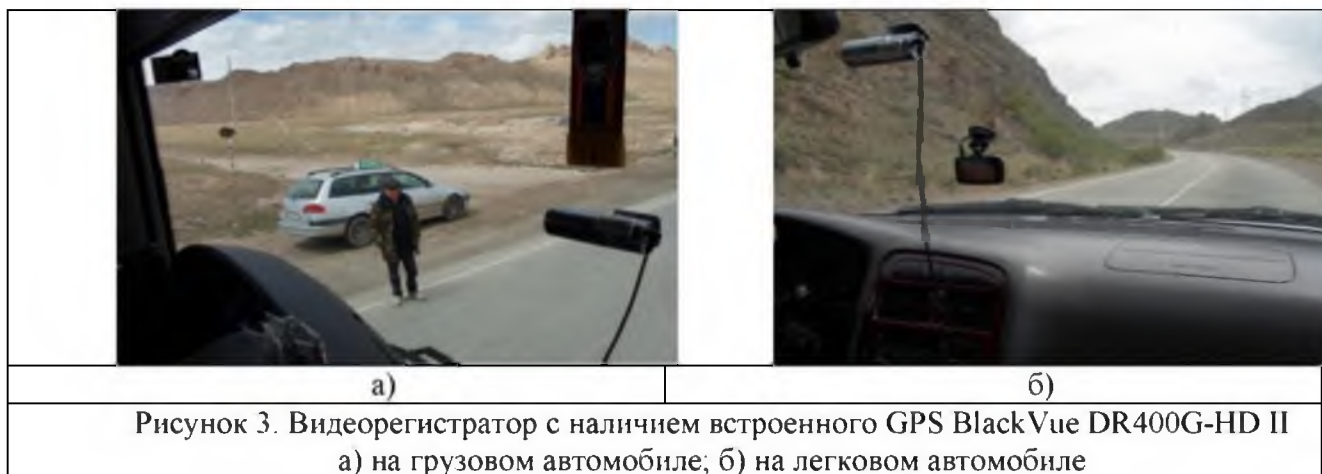 а)
б)
Рисунок 3. Видеорегистратор с наличием встроенного GPS BlackVue DR400G-HD II
а) на грузовом автомобиле; б) на легковом автомобиле